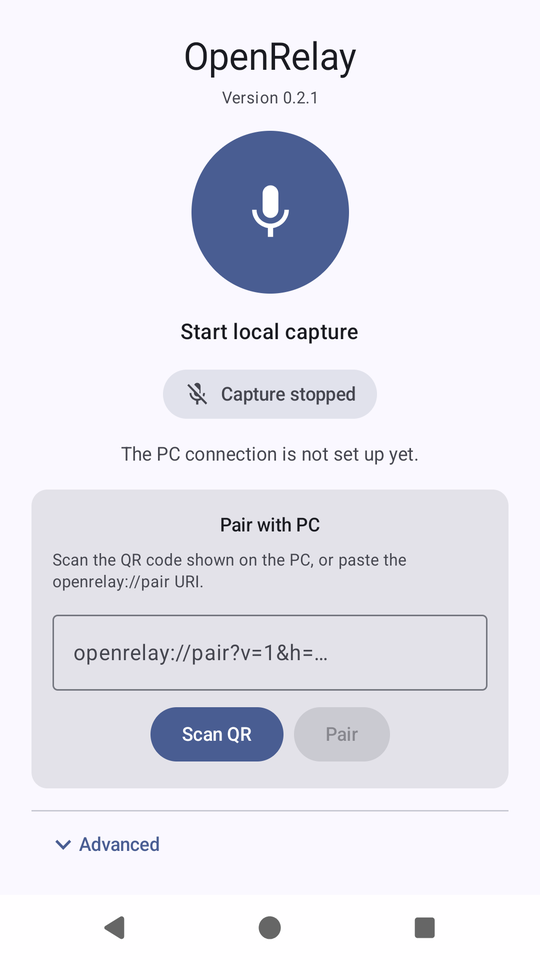 OpenRelay
Version 0.2.1
Start local capture
Capture stopped
The PC connection is not set up yet.
Pair with PC
Scan the QR code shown on the PC, or paste the
openrelay://pair URI.
openrelay://pair?v=1&h=…
Scan QR
Pair
Advanced